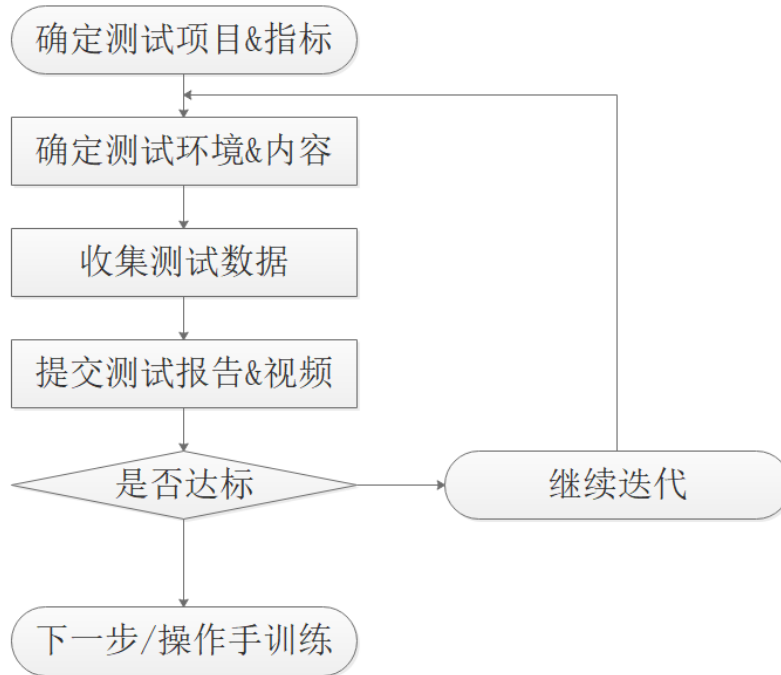 确定测试项目&指标
确定测试环境&内容
收集测试数据
提交测试报告&视频
是否达标
继续迭代
下一步/操作手训练